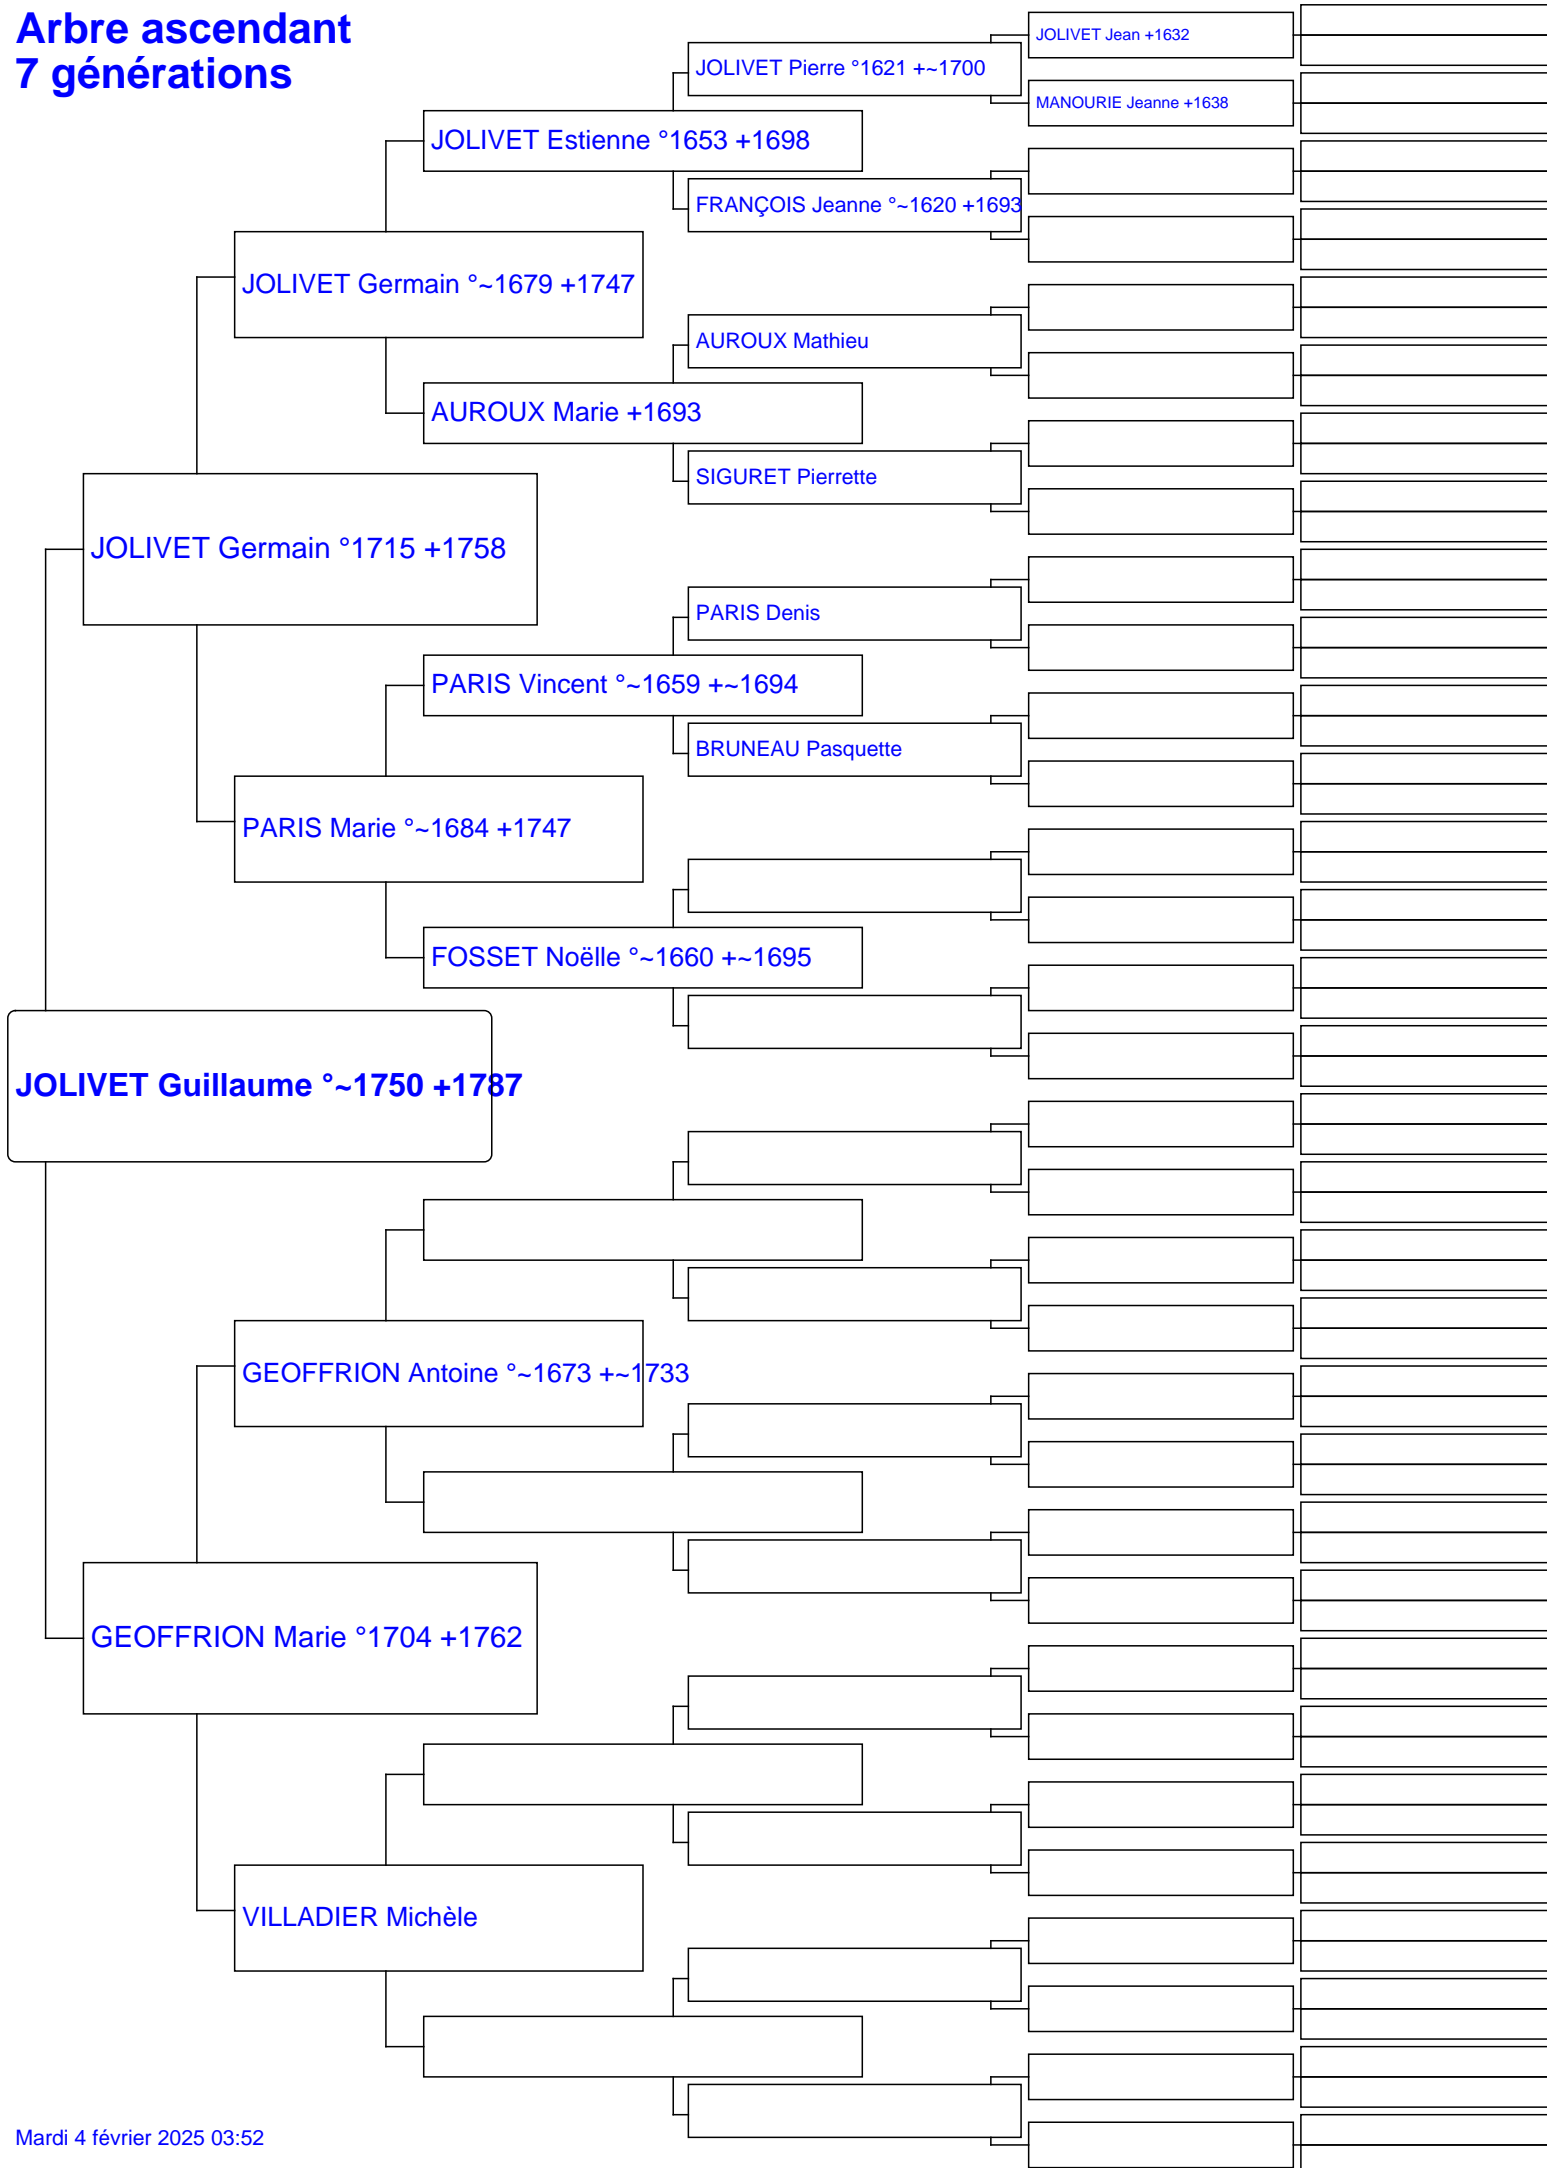 Arbre ascendant
7 générations
JOLIVET Jean +1632
JOLIVET Pierre °1621 +~1700
MANOURIE Jeanne +1638
JOLIVET Estienne °1653 +1698
FRANÇOIS Jeanne °~1620 +1693
JOLIVET Germain °~1679 +1747
AUROUX Mathieu
AUROUX Marie +1693
SIGURET Pierrette
JOLIVET Germain °1715 +1758
PARIS Denis
PARIS Vincent °~1659 +~1694
BRUNEAU Pasquette
PARIS Marie °~1684 +1747
FOSSET Noëlle °~1660 +~1695
JOLIVET Guillaume °~1750 +1787
GEOFFRION Antoine °~1673 +~1733
GEOFFRION Marie °1704 +1762
VILLADIER Michèle
Mardi 4 février 2025 03:52